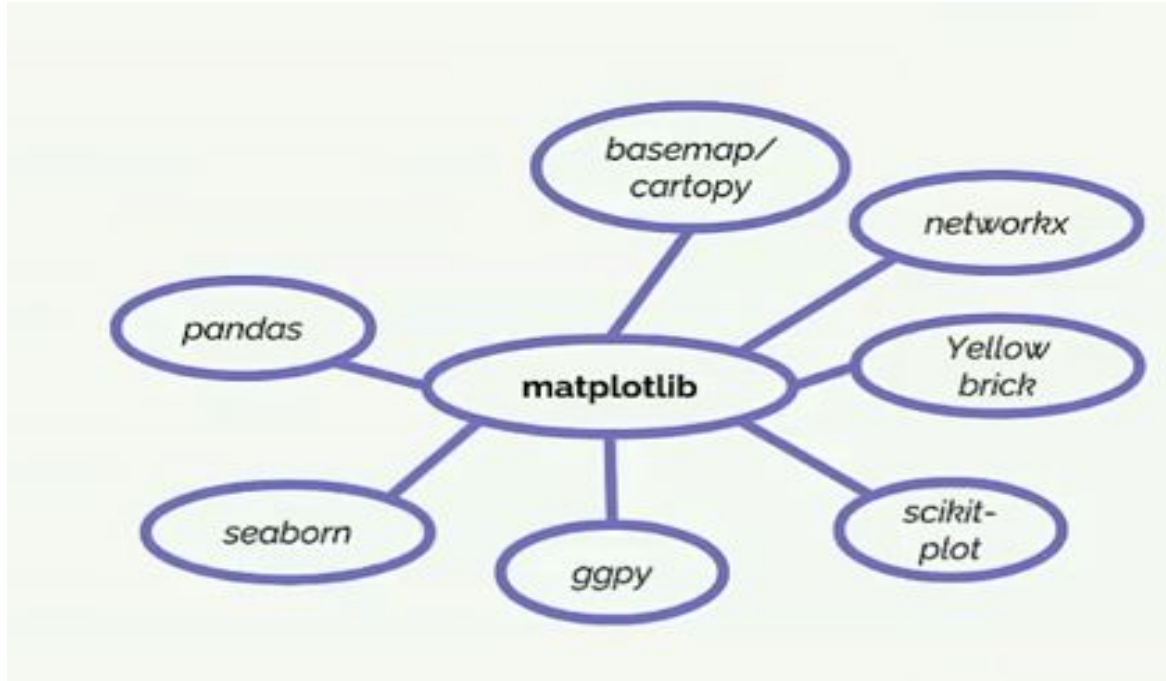 basemap/
cartopy
networkx
pandas
Yellow
brick
matplotlib
scikit-
plot
seaborn
ggpy